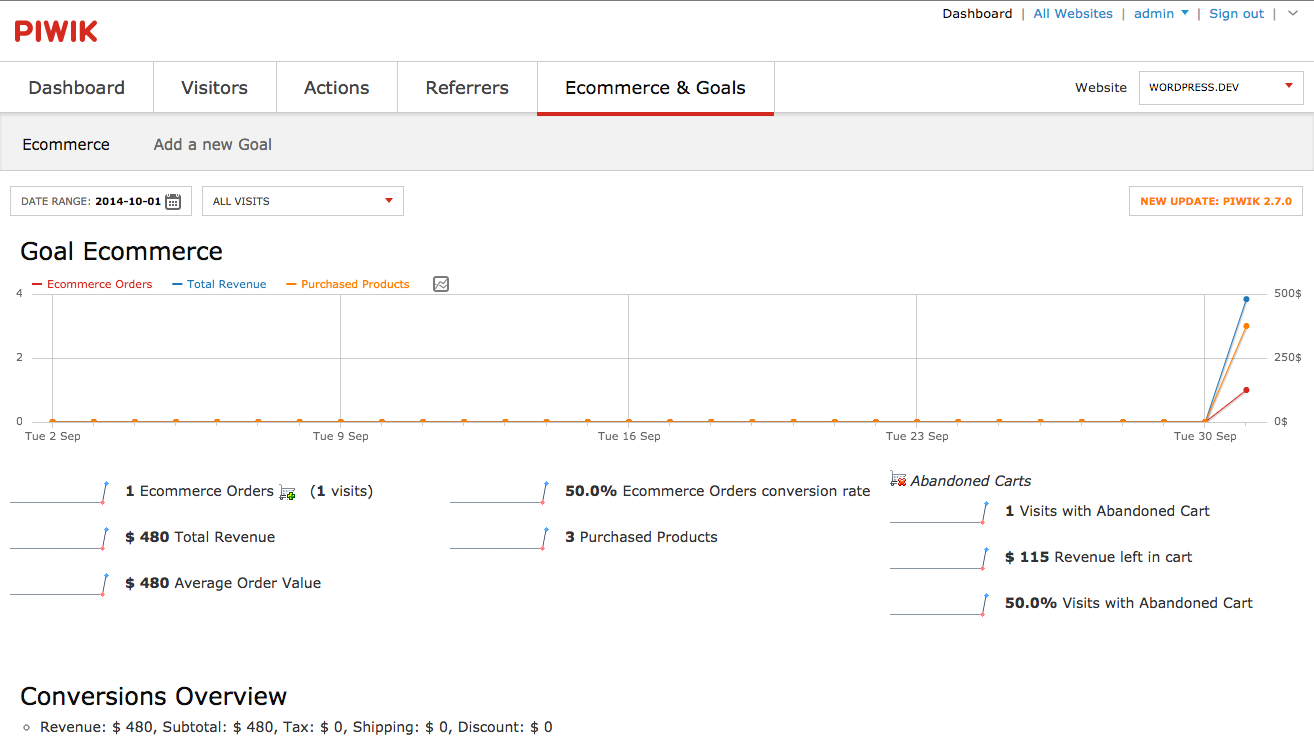 Dashboard | All Websites | admin | Sign out |
PIWIK
Dashboard Visitors Actions Referrers Ecommerce & Goals Website WORDPRESS.DEV
Ecommerce Add a new Goal
DATE RANGE: 2014-10-01 ALL VISITS NEW UPDATE: PIWIK 2.7.0
Goal Ecommerce
Ecommerce Orders Total Revenue Purchased Products
4 500$
2 250$
0 0$
Tue 2 Sep Tue 9 Sep Tue 16 Sep Tue 23 Sep Tue 30 Sep
1 Ecommerce Orders (1 visits)
$ 480 Total Revenue
$ 480 Average Order Value
50.0% Ecommerce Orders conversion rate
3 Purchased Products
Abandoned Carts
1 Visits with Abandoned Cart
$ 115 Revenue left in cart
50.0% Visits with Abandoned Cart
Conversions Overview
Revenue: $ 480, Subtotal: $ 480, Tax: $ 0, Shipping: $ 0, Discount: $ 0